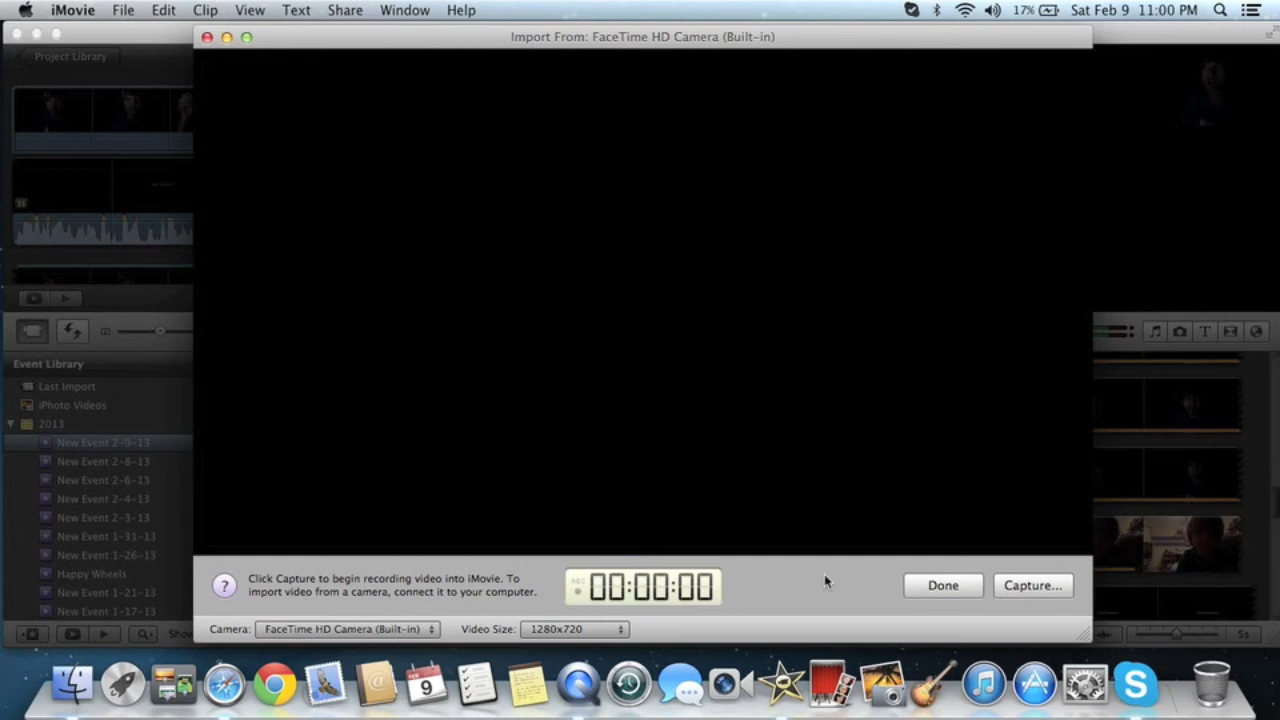 iMovie File Edit Clip View Text Share Window Help 17% Sat Feb 9 11:00 PM
Import From: FaceTime HD Camera (Built-in)
Project Library
Event Library
Last Import
iPhoto Videos
2013
New Event 2-9-13
New Event 2-8-13
New Event 2-6-13
New Event 2-4-13
New Event 2-3-13
New Event 1-31-13
New Event 1-26-13
Happy Wheels
New Event 1-21-13
New Event 1-17-13
Show
5s
?
Click Capture to begin recording video into iMovie. To
import video from a camera, connect it to your computer.
REC
00:00:00
Done
Capture...
Camera: FaceTime HD Camera (Built-in)
Video Size: 1280x720
FEB
9